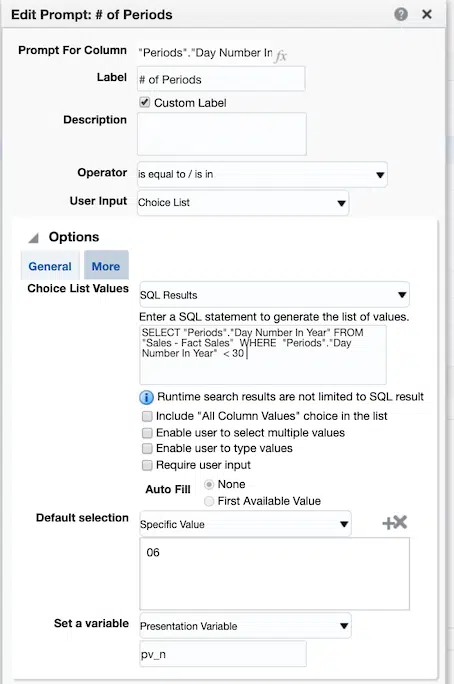 Edit Prompt: # of Periods
Prompt For Column "Periods"."Day Number In fx
Label # of Periods
Custom Label
Description
Operator is equal to / is in
User Input Choice List
Options
General More
Choice List Values SQL Results
Enter a SQL statement to generate the list of values.
SELECT "Periods"."Day Number In Year" FROM
"Sales - Fact Sales" WHERE "Periods"."Day
Number In Year" < 30
Runtime search results are not limited to SQL result
Include "All Column Values" choice in the list
Enable user to select multiple values
Enable user to type values
Require user input
Auto Fill None
First Available Value
Default selection Specific Value
06
Set a variable Presentation Variable
pv_n